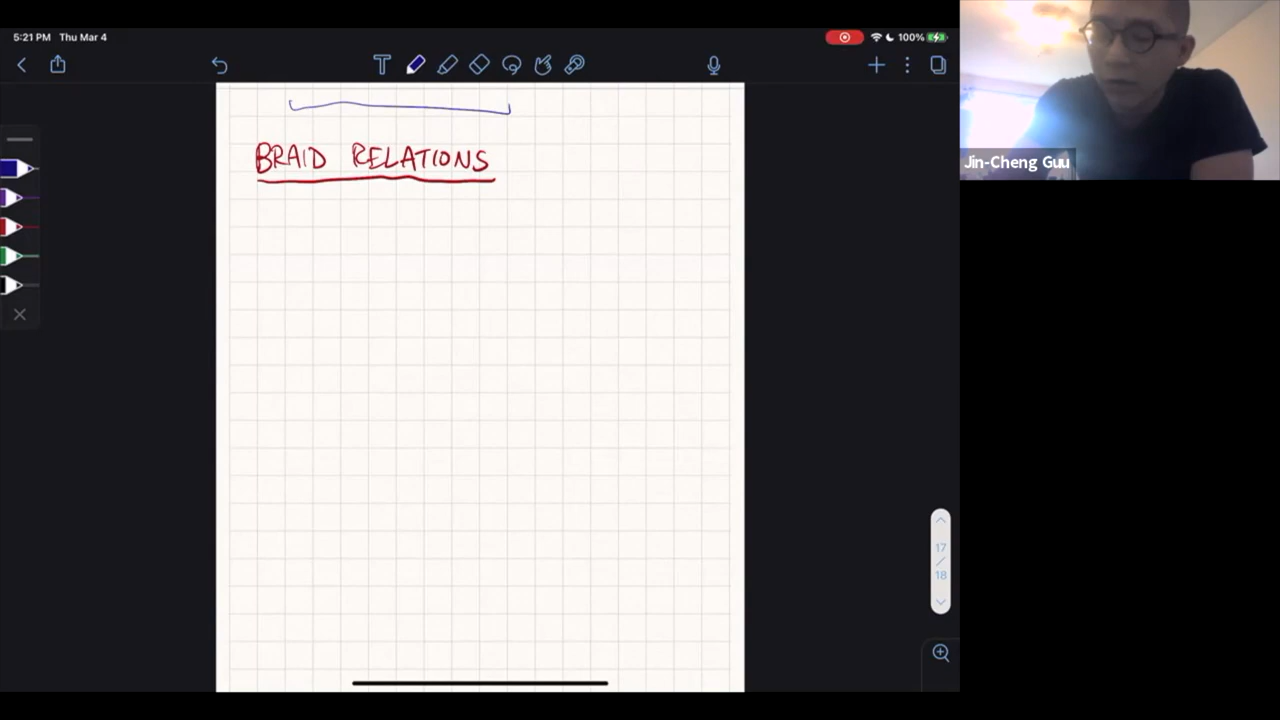 5:21 PM Thu Mar 4
100%
T
BRAID RELATIONS
Jin-Cheng Guu
17
18